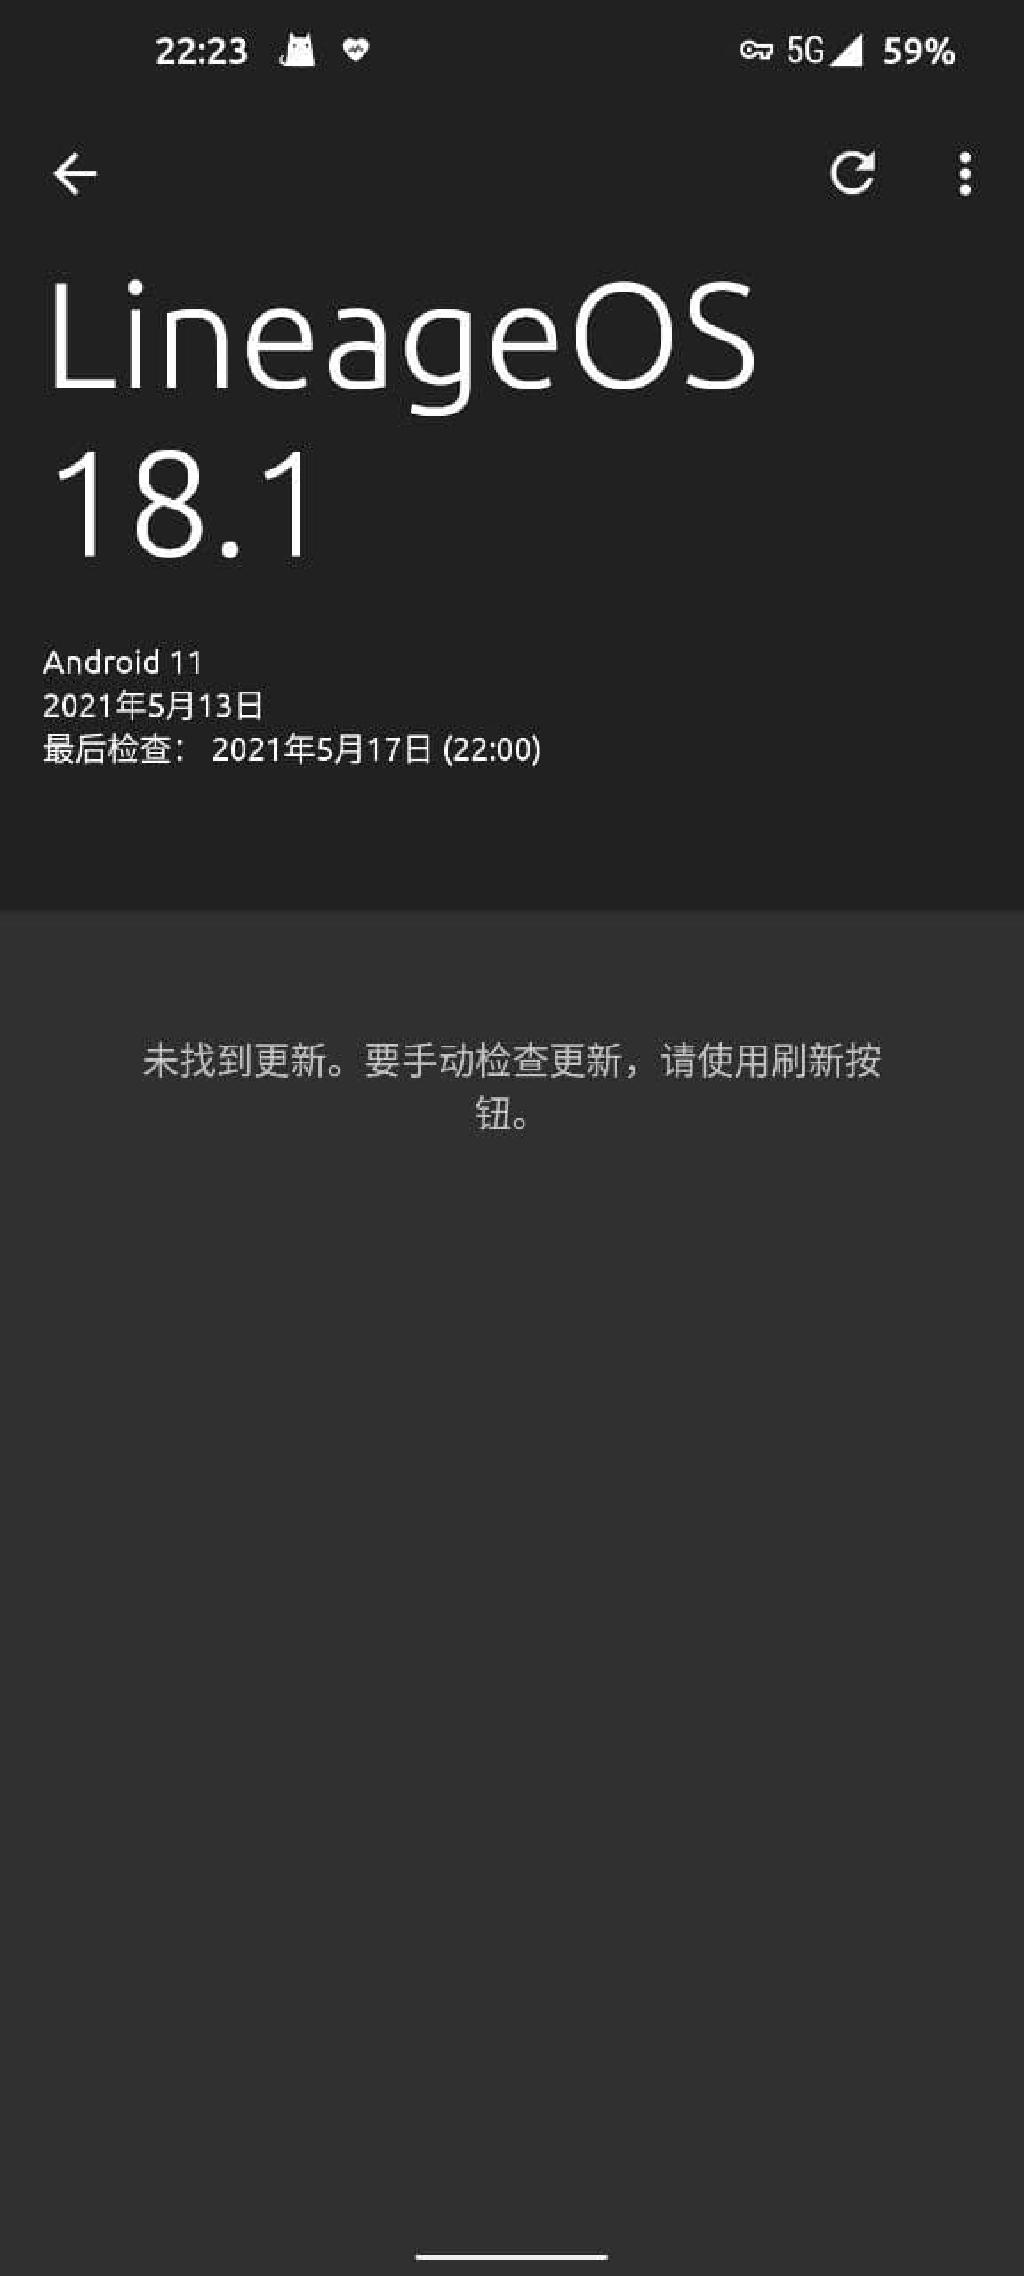 22:23 5G 59%
LineageOS
18.1
Android 11
2021年5月13日
最后检查： 2021年5月17日 (22:00)
未找到更新。要手动检查更新，请使用刷新按
钮。